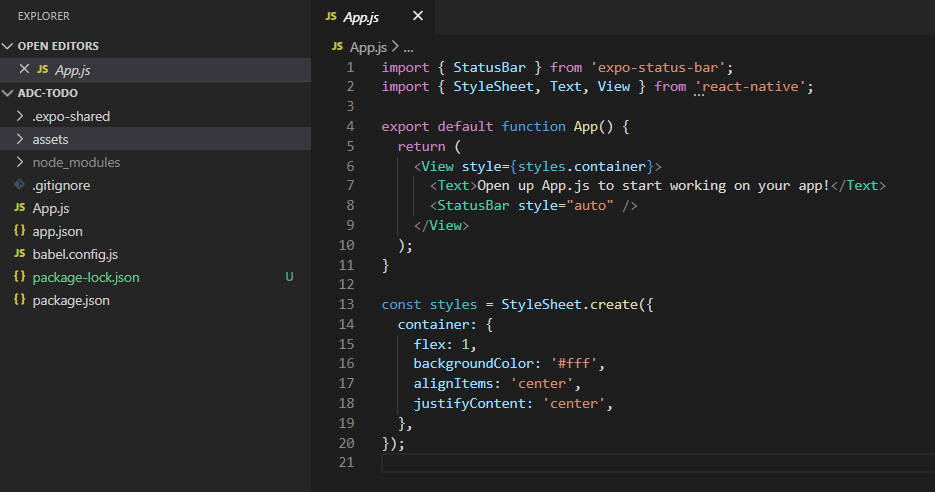 EXPLORER
OPEN EDITORS
JS App.js
ADC-TODO
.expo-shared
assets
node_modules
.gitignore
JS App.js
{} app.json
JS babel.config.js
{} package-lock.json U
{} package.json
JS App.js
JS App.js > ...
1 import { StatusBar } from 'expo-status-bar';
2 import { StyleSheet, Text, View } from 'react-native';
3
4 export default function App() {
5   return (
6     <View style={styles.container}>
7       <Text>Open up App.js to start working on your app!</Text>
8       <StatusBar style="auto" />
9     </View>
10   );
11 }
12
13 const styles = StyleSheet.create({
14   container: {
15     flex: 1,
16     backgroundColor: '#fff',
17     alignItems: 'center',
18     justifyContent: 'center',
19   },
20 });
21